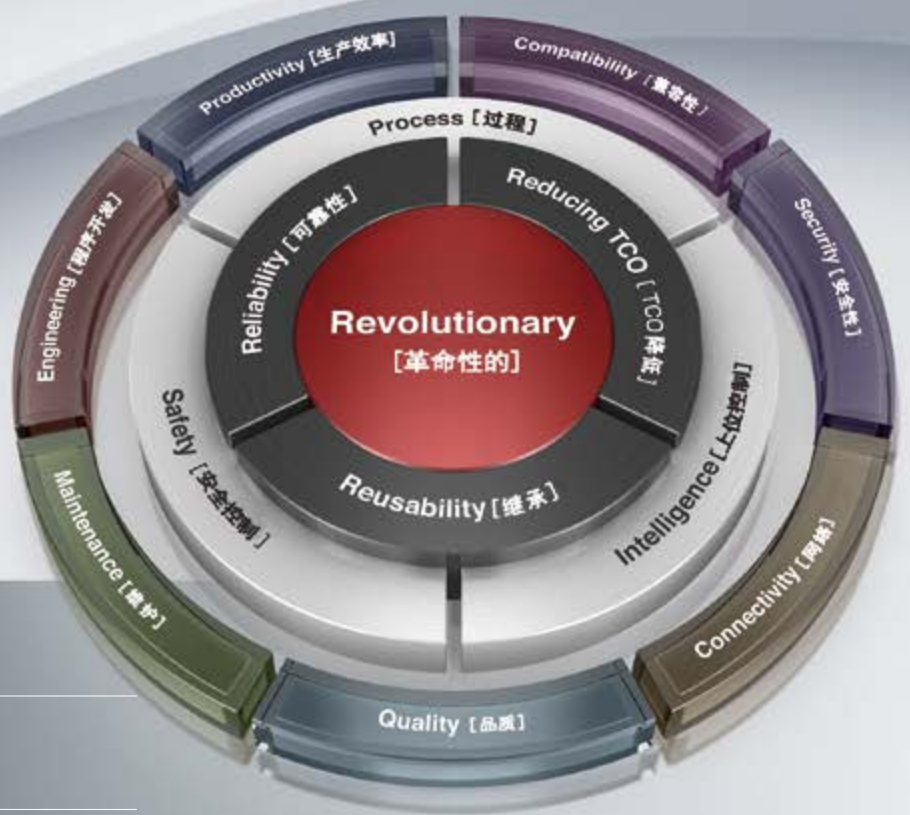 Productivity [生产效率]
Compatibility [兼容性]
Process [过程]
Engineering [程序开发]
Reliability [可靠性]
Reducing TCO [TCO降低]
Security [安全性]
Revolutionary
[革命性的]
Safety [安全控制]
Reusability [继承]
Intelligence [上位控制]
Maintenance [维护]
Connectivity [网络]
Quality [品质]